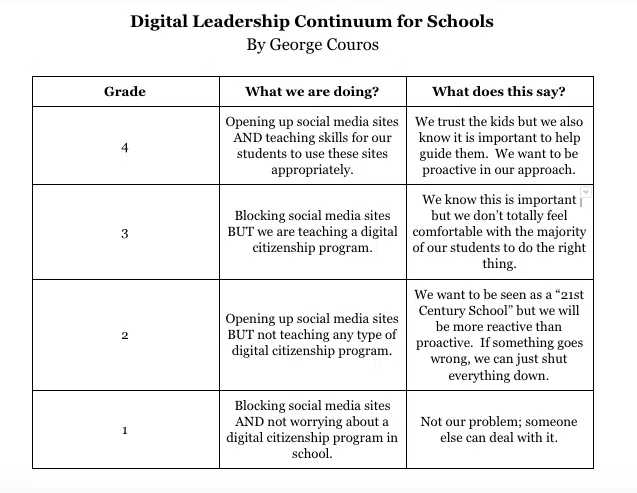 Digital Leadership Continuum for Schools
By George Couros
Grade
What we are doing?
What does this say?
4
Opening up social media sites
AND teaching skills for our
students to use these sites
appropriately.
We trust the kids but we also
know it is important to help
guide them.  We want to be
proactive in our approach.
3
Blocking social media sites
BUT we are teaching a digital
citizenship program.
We know this is important
but we don’t totally feel
comfortable with the majority
of our students to do the right
thing.
2
Opening up social media sites
BUT not teaching any type of
digital citizenship program.
We want to be seen as a “21st
Century School” but we will
be more reactive than
proactive.  If something goes
wrong, we can just shut
everything down.
1
Blocking social media sites
AND not worrying about a
digital citizenship program in
school.
Not our problem; someone
else can deal with it.